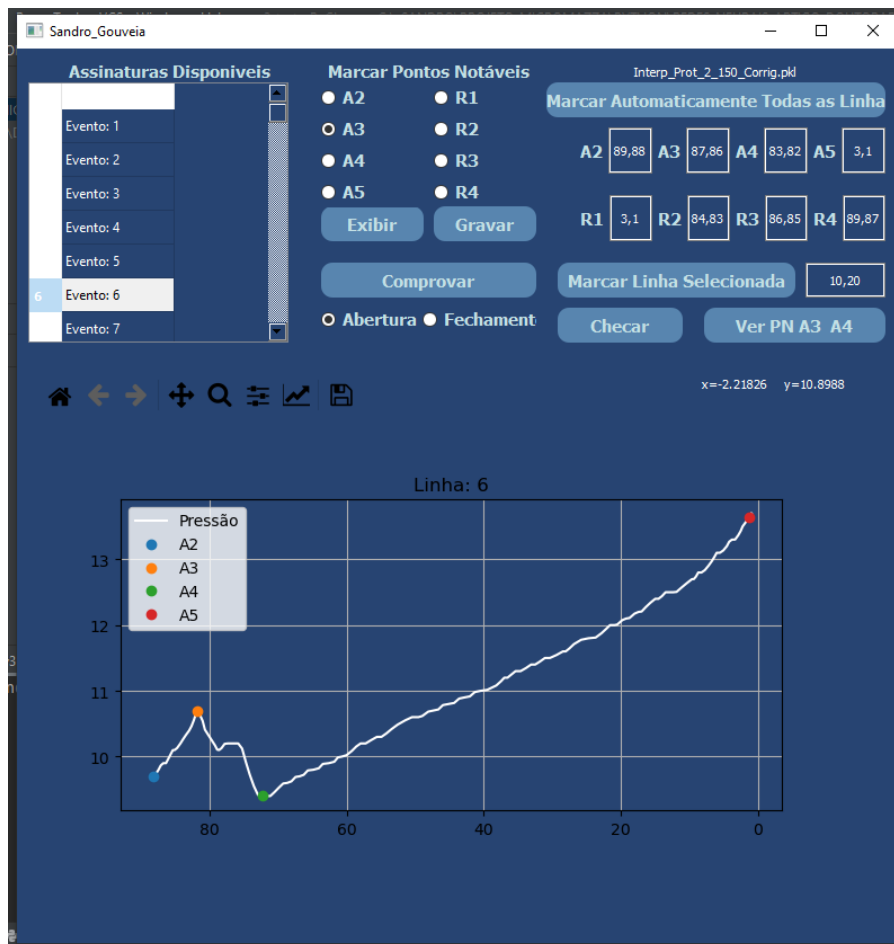 Sandro_Gouveia
Assinaturas Disponiveis
Evento: 1
Evento: 2
Evento: 3
Evento: 4
Evento: 5
6 Evento: 6
Evento: 7
Marcar Pontos Notáveis
A2 R1
A3 R2
A4 R3
A5 R4
Exibir Gravar
Comprovar
Abertura Fechament
Interp_Prot_2_150_Corrig.pkl
Marcar Automaticamente Todas as Linha
A2 89,88 A3 87,86 A4 83,82 A5 3,1
R1 3,1 R2 84,83 R3 86,85 R4 89,87
Marcar Linha Selecionada 10,20
Checar Ver PN A3 A4
x=-2.21826 y=10.8988
Linha: 6
Pressão
A2
A3
A4
A5
13
12
11
10
80 60 40 20 0